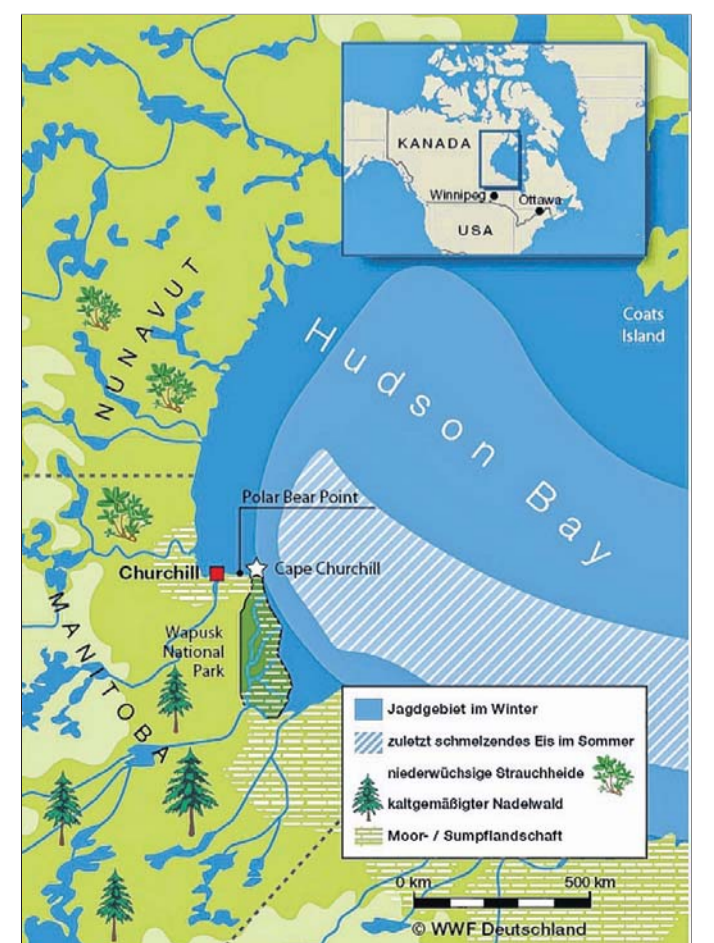 KANADA
Winnipeg
Ottawa
USA
NUNAVUT
Coats
Island
Hudson Bay
Polar Bear Point
Churchill
Cape Churchill
MANITOBA
Wapusk
National
Park
Jagdgebiet im Winter
zuletzt schmelzendes Eis im Sommer
niederwüchsige Strauchheide
kaltgemäßigter Nadelwald
Moor- / Sumpflandschaft
0 km 500 km
© WWF Deutschland